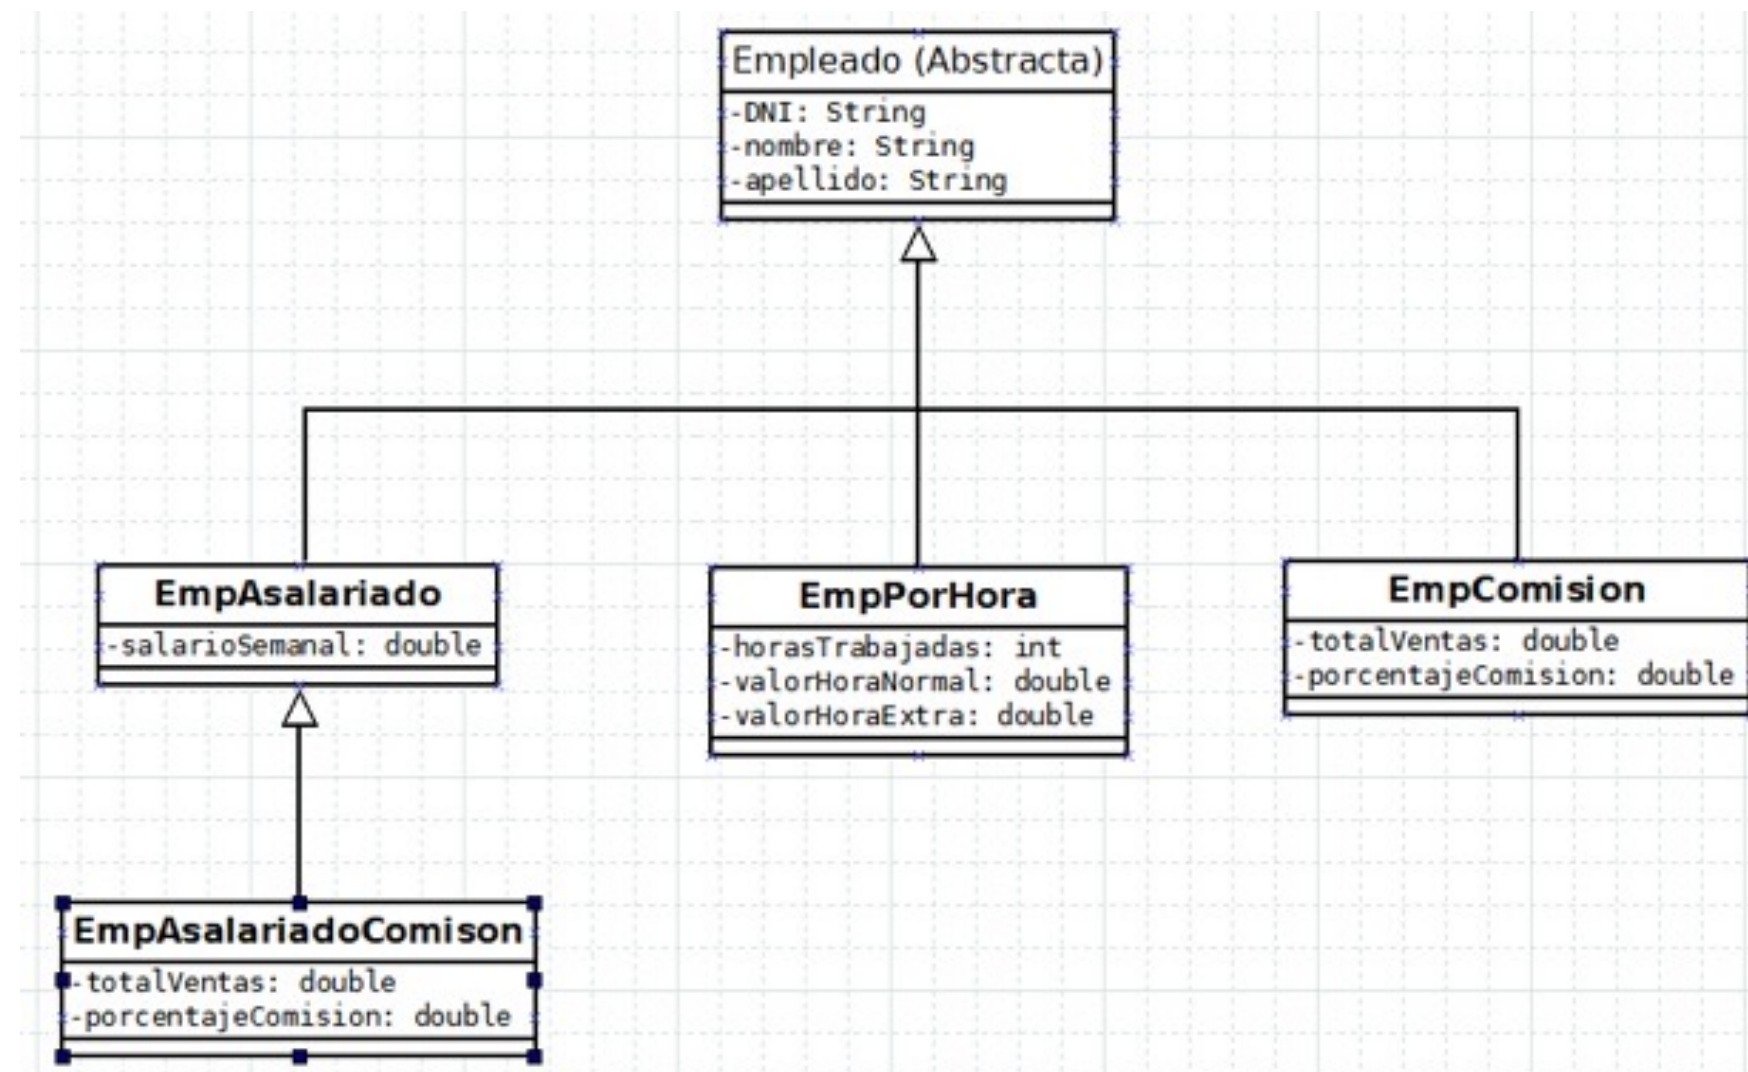 Empleado (Abstracta)
-DNI: String
-nombre: String
-apellido: String
EmpAsalariado
-salarioSemanal: double
EmpPorHora
-horasTrabajadas: int
-valorHoraNormal: double
-valorHoraExtra: double
EmpComision
-totalVentas: double
-porcentajeComision: double
EmpAsalariadoComison
-totalVentas: double
-porcentajeComision: double